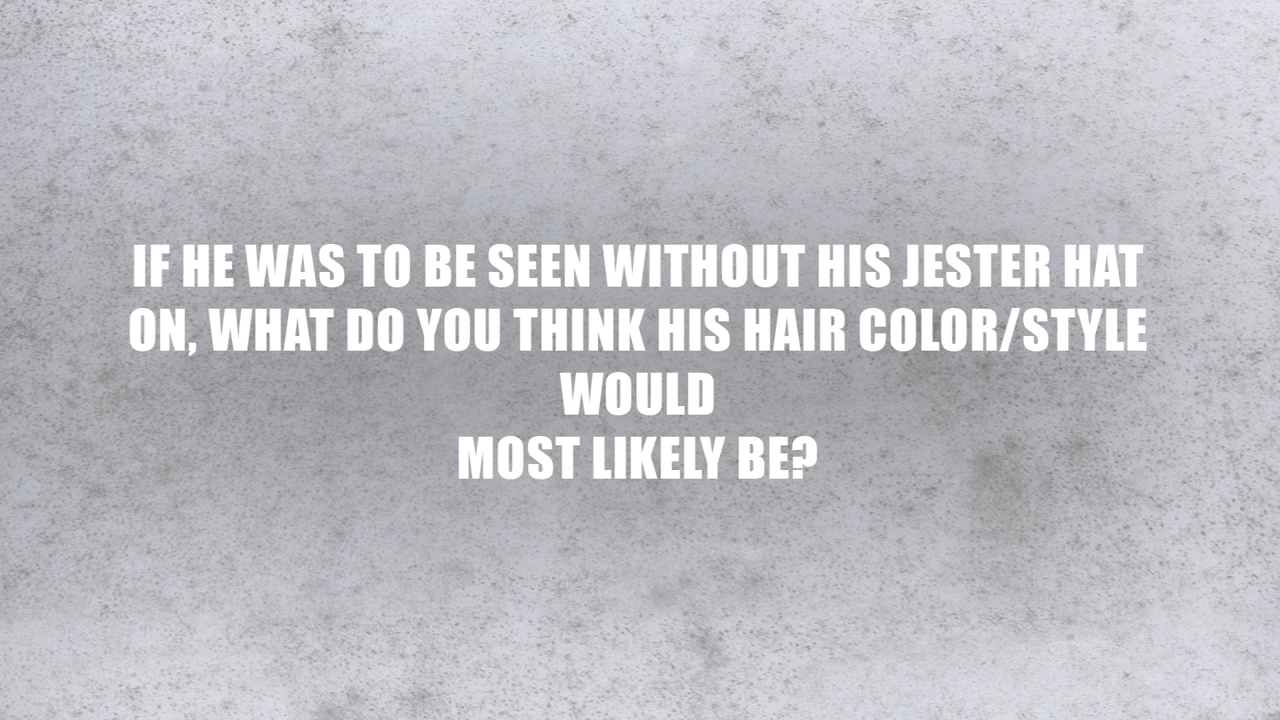 IF HE WAS TO BE SEEN WITHOUT HIS JESTER HAT
ON, WHAT DO YOU THINK HIS HAIR COLOR/STYLE
WOULD
MOST LIKELY BE?